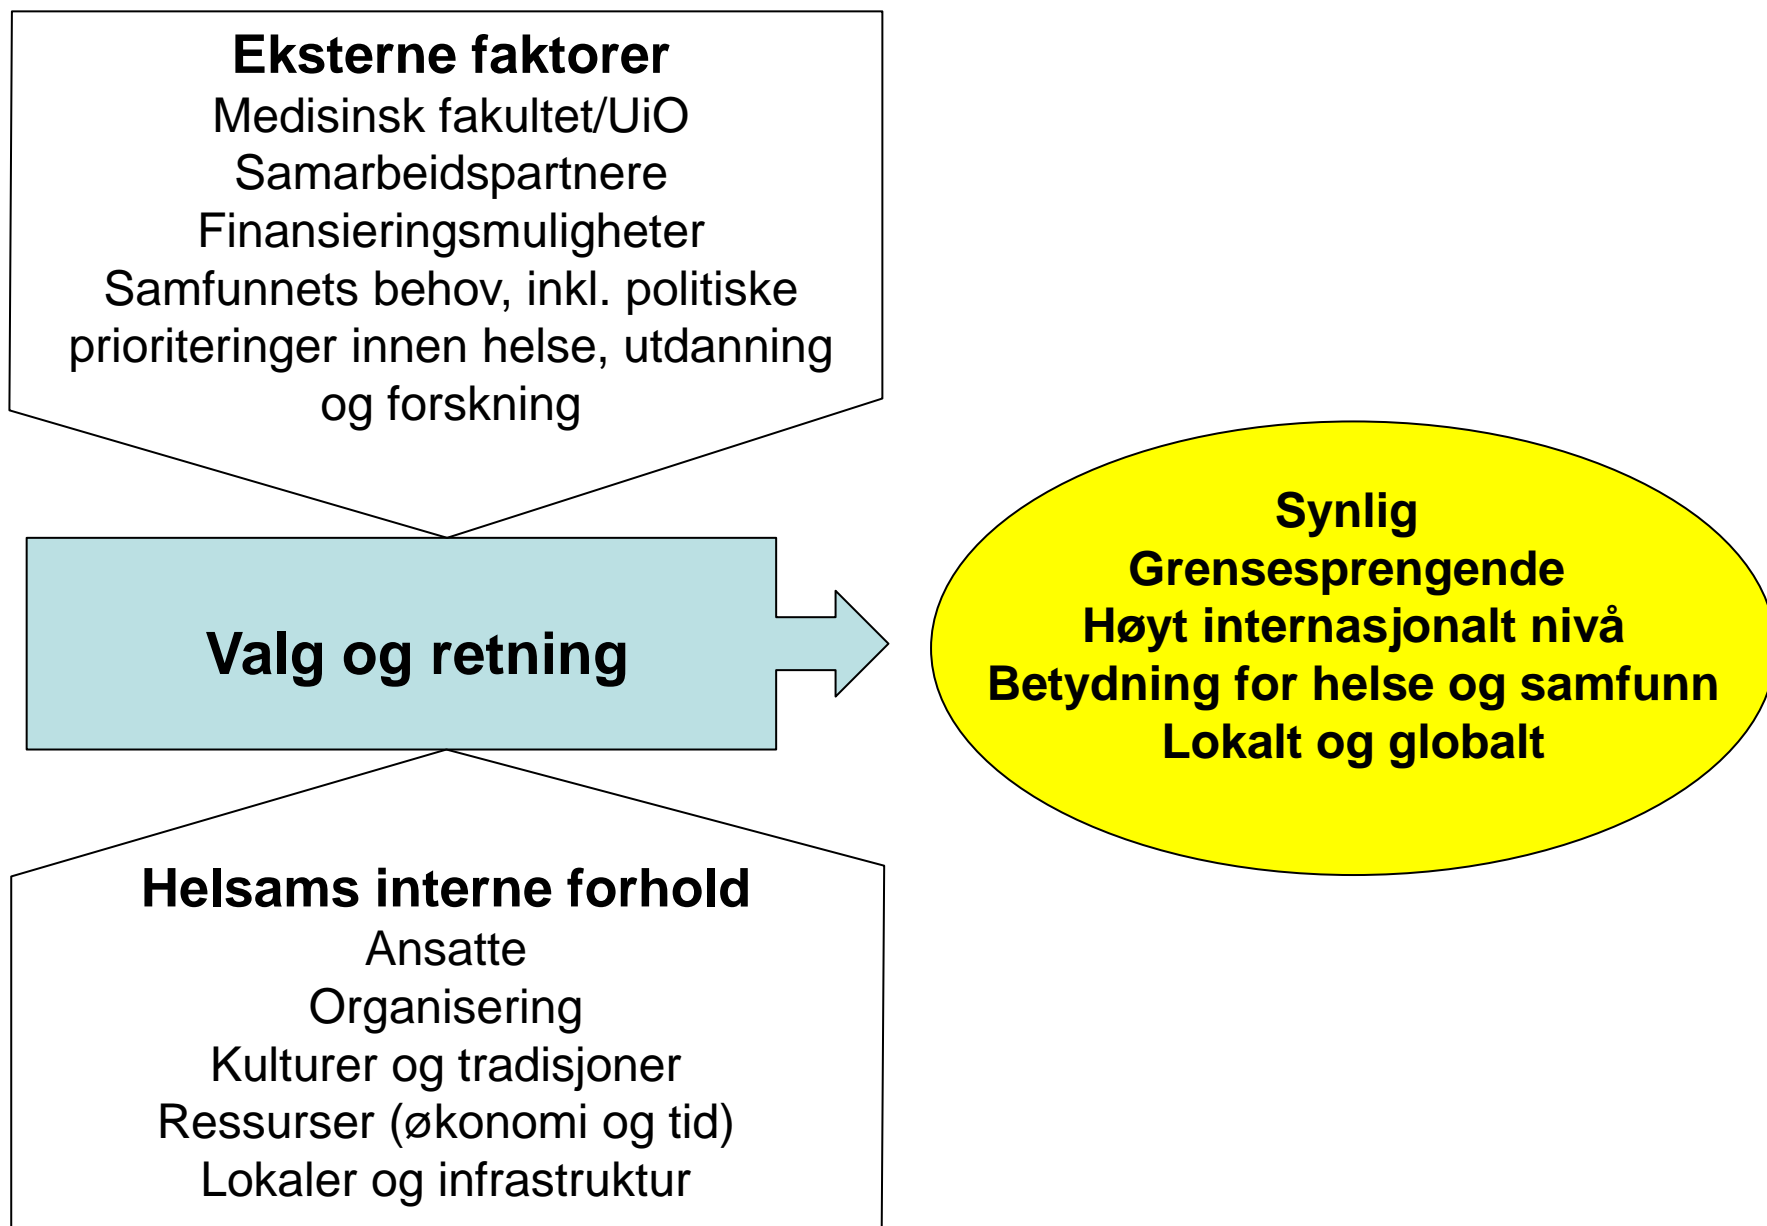 Eksterne faktorer
Medisinsk fakultet/UiO
Samarbeidspartnere
Finansieringsmuligheter
Samfunnets behov, inkl. politiske
prioriteringer innen helse, utdanning
og forskning
Valg og retning
Synlig
Grensesprengende
Høyt internasjonalt nivå
Betydning for helse og samfunn
Lokalt og globalt
Helsams interne forhold
Ansatte
Organisering
Kulturer og tradisjoner
Ressurser (økonomi og tid)
Lokaler og infrastruktur